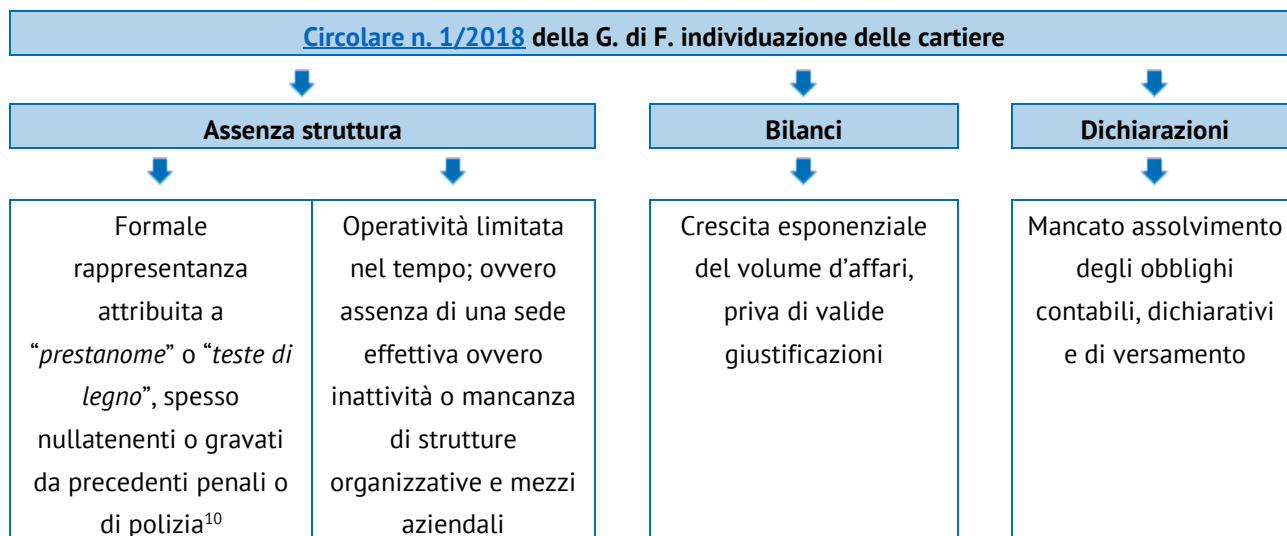 Circolare n. 1/2018 della G. di F. individuazione delle cartiere
Assenza struttura
Bilanci
Dichiarazioni
Formale
rappresentanza
attribuita a
“prestanome” o “teste di
legno”, spesso
nullatenenti o gravati
da precedenti penali o
di polizia10
Operatività limitata
nel tempo; ovvero
assenza di una sede
effettiva ovvero
inattività o mancanza
di strutture
organizzative e mezzi
aziendali
Crescita esponenziale
del volume d’affari,
priva di valide
giustificazioni
Mancato assolvimento
degli obblighi
contabili, dichiarativi
e di versamento